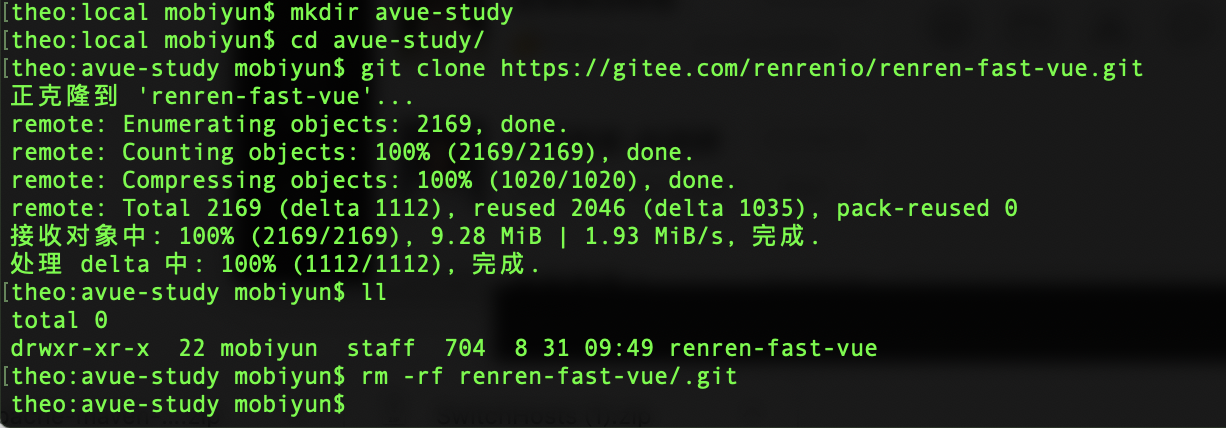 [theo:local mobiyun$ mkdir avue-study
[theo:local mobiyun$ cd avue-study/
[theo:avue-study mobiyun$ git clone https://gitee.com/renrenio/renren-fast-vue.git
正克隆到 'renren-fast-vue'...
remote: Enumerating objects: 2169, done.
remote: Counting objects: 100% (2169/2169), done.
remote: Compressing objects: 100% (1020/1020), done.
remote: Total 2169 (delta 1112), reused 2046 (delta 1035), pack-reused 0
接收对象中: 100% (2169/2169), 9.28 MiB | 1.93 MiB/s, 完成.
处理 delta 中: 100% (1112/1112), 完成.
[theo:avue-study mobiyun$ ll
total 0
drwxr-xr-x  22 mobiyun  staff  704  8 31 09:49 renren-fast-vue
[theo:avue-study mobiyun$ rm -rf renren-fast-vue/.git
theo:avue-study mobiyun$